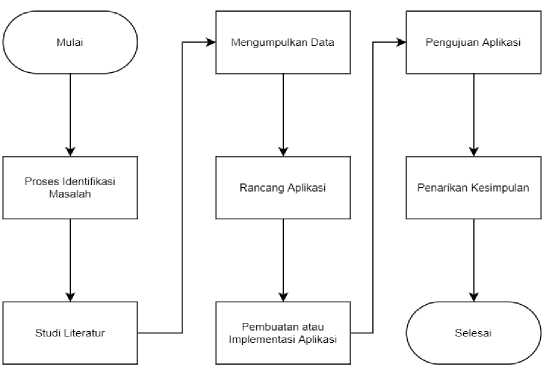 Mulai
Proses Identifikasi
Masalah
Studi Literatur
Mengumpulkan Data
Rancang Aplikasi
Pembuatan atau
Implementasi Aplikasi
Pengujuan Aplikasi
Penarikan Kesimpulan
Selesai